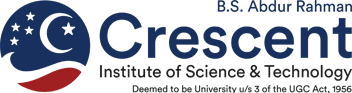 B.S. Abdur Rahman
Crescent
Institute of Science & Technology
Deemed to be University u/s 3 of the UGC Act, 1956